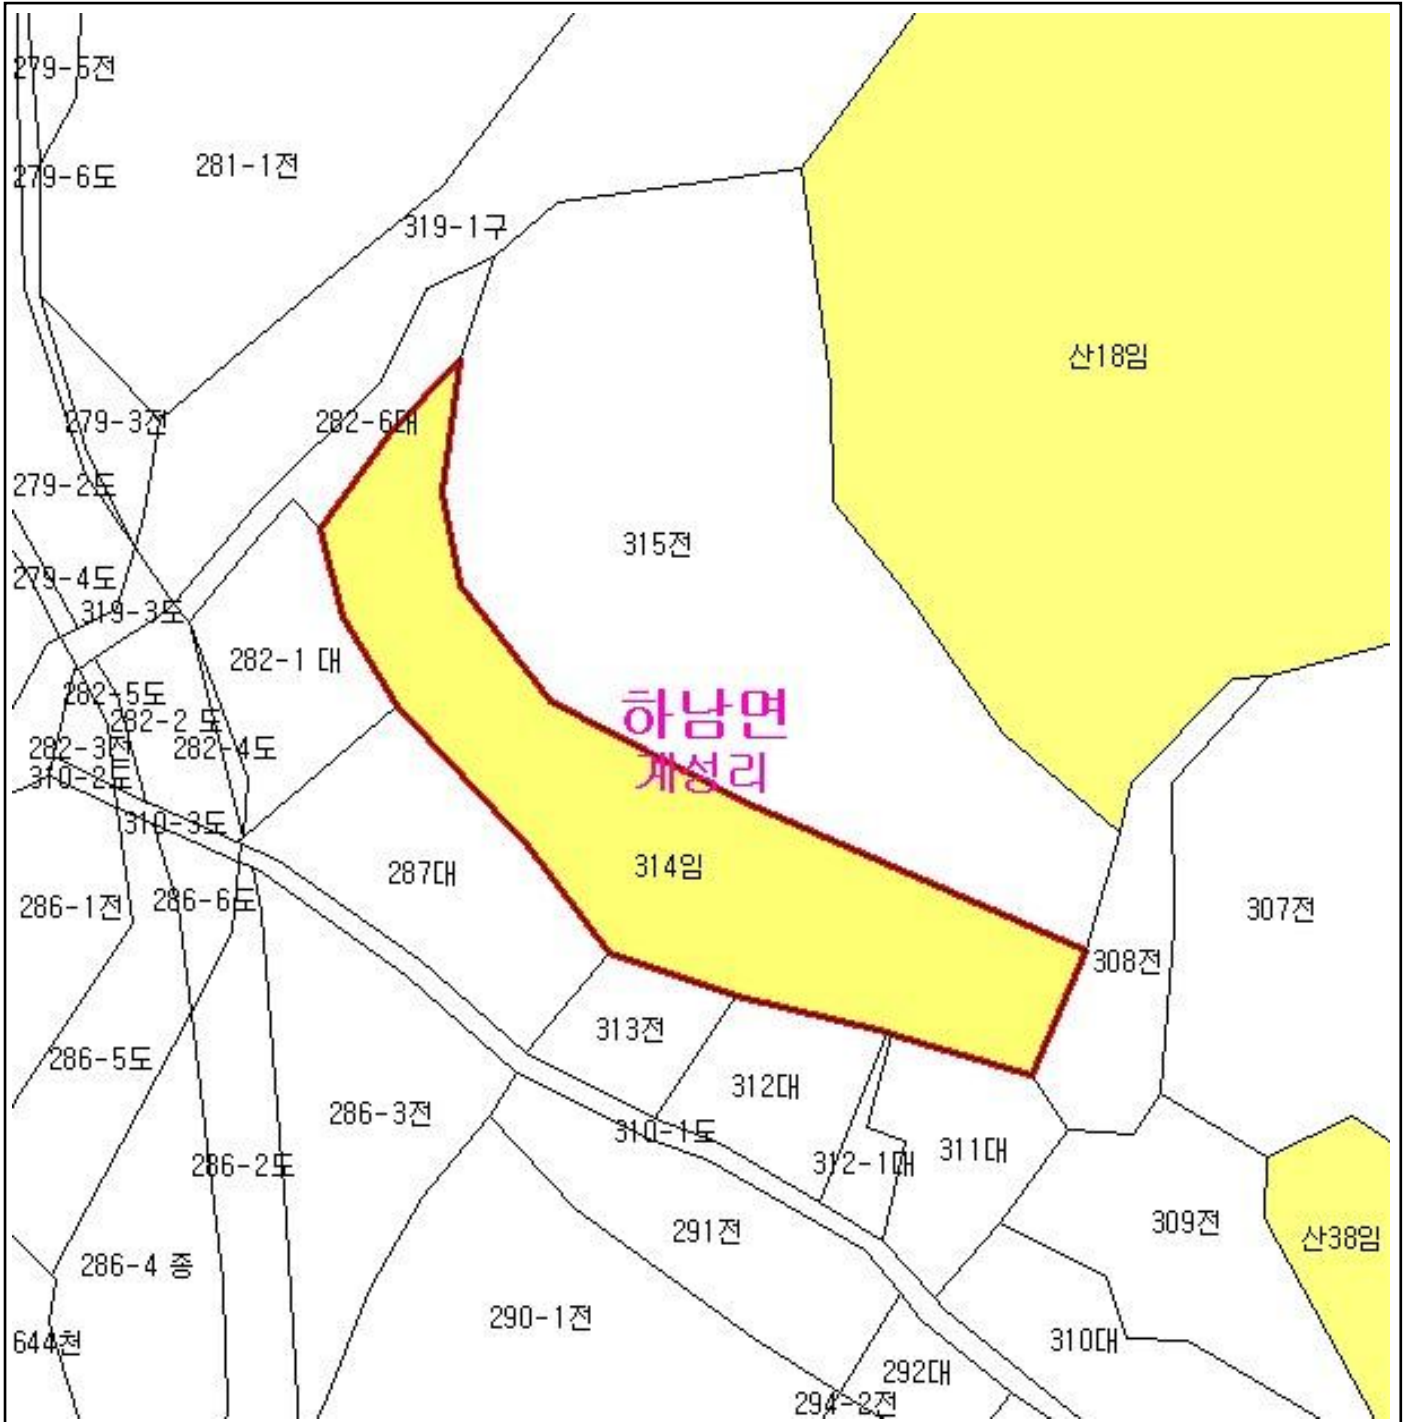 279-5전
281-1전
279-6도
319-1구
산18임
279-3전
282-6대
279-2도
315전
279-4도
319-3도
282-1 대
282-5도
하남면
282-2 도
282-3전
282-4도
계성리
310-2도
310-3도
287대
314임
286-1전
286-6도
307전
308전
313전
286-5도
312대
286-3전
310-1도
311대
286-2도
312-1대
291전
309전
산38임
286-4 종
290-1전
644천
310대
292대
294-2전